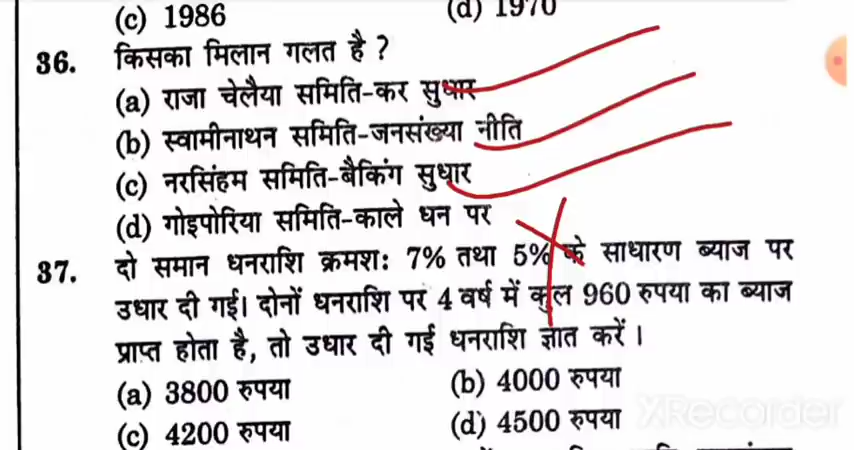 (c) 1986 (d) 1970
36. किसका मिलान गलत है ?
(a) राजा चेलैया समिति-कर सुधार
(b) स्वामीनाथन समिति-जनसंख्या नीति
(c) नरसिंहम समिति-बैकिंग सुधार
(d) गोइपोरिया समिति-काले धन पर
37. दो समान धनराशि क्रमशः 7% तथा 5% के साधारण ब्याज पर
उधार दी गई। दोनों धनराशि पर 4 वर्ष में कुल 960 रुपया का ब्याज
प्राप्त होता है, तो उधार दी गई धनराशि ज्ञात करें।
(a) 3800 रुपया (b) 4000 रुपया
(c) 4200 रुपया (d) 4500 रुपया
XRecorder